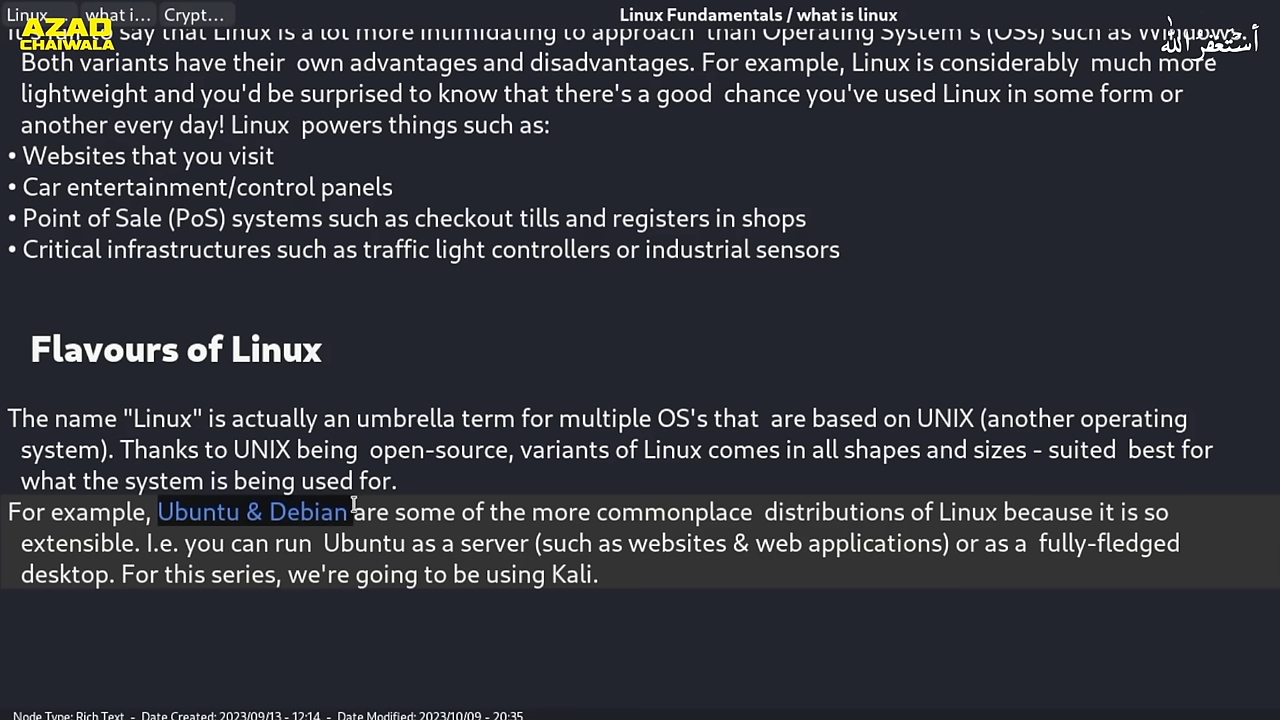 Linux...
what i...
Crypt...
Linux Fundamentals / what is linux
AZAD
CHAIWALA
أستغفر الله
It's fair to say that Linux is a lot more intimidating to approach than Operating System's (OSs) such as Windows.
Both variants have their own advantages and disadvantages. For example, Linux is considerably much more
lightweight and you'd be surprised to know that there's a good chance you've used Linux in some form or
another every day! Linux powers things such as:
• Websites that you visit
• Car entertainment/control panels
• Point of Sale (PoS) systems such as checkout tills and registers in shops
• Critical infrastructures such as traffic light controllers or industrial sensors
Flavours of Linux
The name "Linux" is actually an umbrella term for multiple OS's that are based on UNIX (another operating
system). Thanks to UNIX being open-source, variants of Linux comes in all shapes and sizes - suited best for
what the system is being used for.
For example, Ubuntu & Debian are some of the more commonplace distributions of Linux because it is so
extensible. I.e. you can run Ubuntu as a server (such as websites & web applications) or as a fully-fledged
desktop. For this series, we're going to be using Kali.
Node Type: Rich Text - Date Created: 2023/09/13 - 12:14 - Date Modified: 2023/10/09 - 20:35